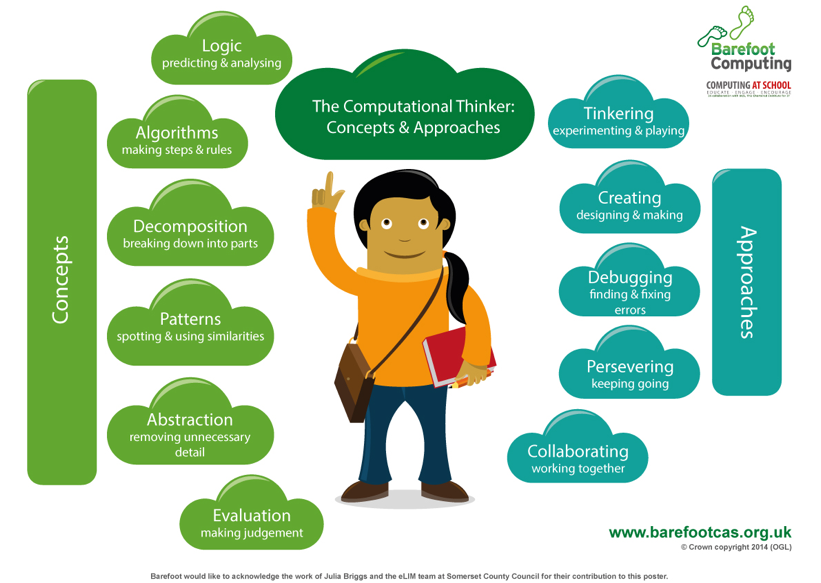 The Computational Thinker:
Concepts & Approaches
Concepts
Logic
predicting & analysing
Algorithms
making steps & rules
Decomposition
breaking down into parts
Patterns
spotting & using similarities
Abstraction
removing unnecessary
detail
Evaluation
making judgement
Approaches
Tinkering
experimenting & playing
Creating
designing & making
Debugging
finding & fixing
errors
Persevering
keeping going
Collaborating
working together
Barefoot
Computing
COMPUTING AT SCHOOL
EDUCATE · ENGAGE · ENCOURAGE
www.barefootcas.org.uk
© Crown copyright 2014 (OGL)
Barefoot would like to acknowledge the work of Julia Briggs and the eLIM team at Somerset County Council for their contribution to this poster.